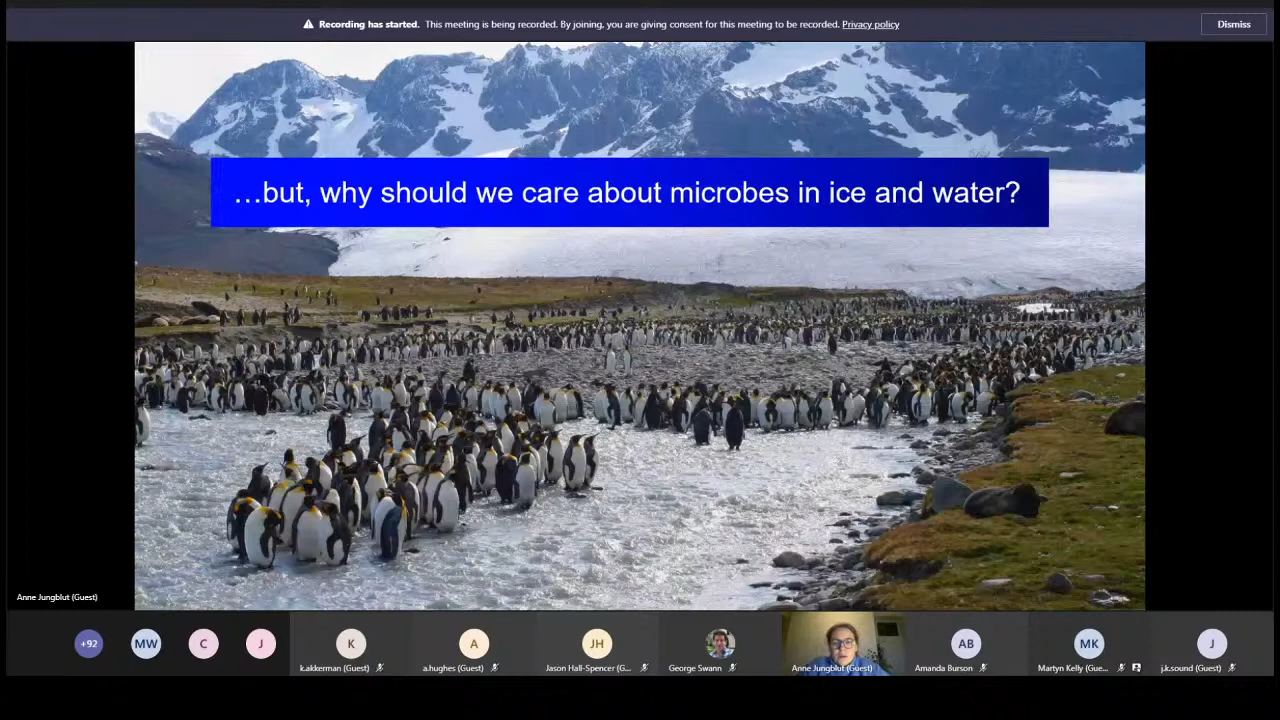 Recording has started. This meeting is being recorded. By joining, you are giving consent for this meeting to be recorded. Privacy policy
Dismiss
…but, why should we care about microbes in ice and water?
Anne Jungblut (Guest)
+92
MW
C
J
K
k.akkerman (Guest)
A
a.hughes (Guest)
JH
Jason Hall-Spencer (G...
George Swann
Anne Jungblut (Guest)
AB
Amanda Burson
MK
Martyn Kelly (Gue...
J
j.k.sound (Guest)